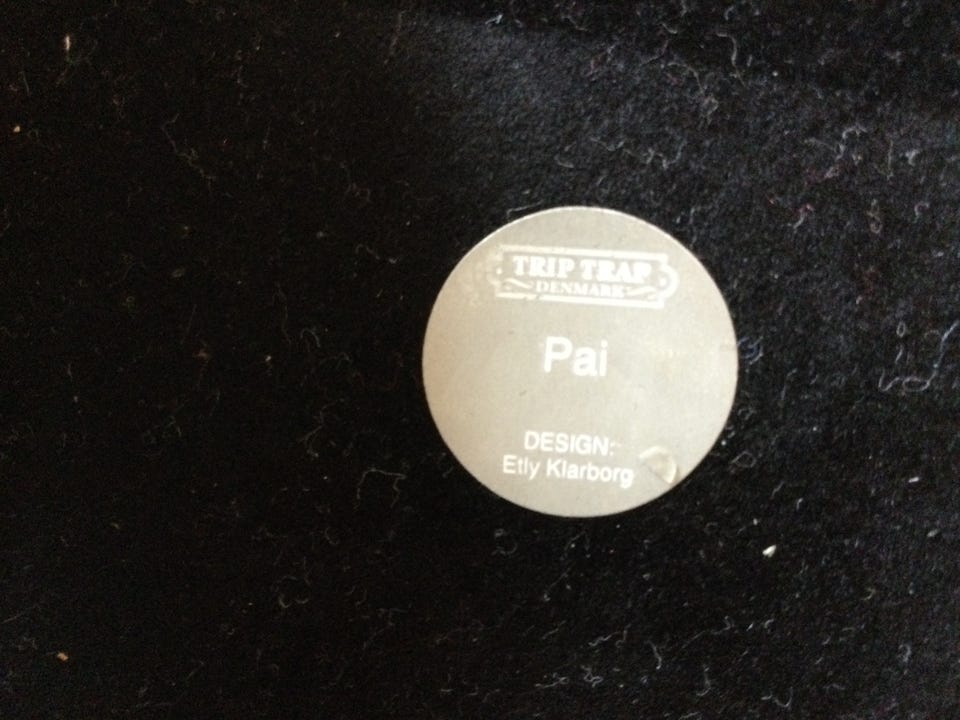 TRIP TRAP
DENMARK
Pai
DESIGN:
Etly Klarborg